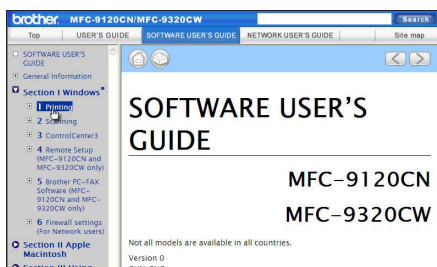 brother. MFC-9120CN/MFC-9320CW
Search
Top
USER'S GUIDE
SOFTWARE USER'S GUIDE
NETWORK USER'S GUIDE
Site map
SOFTWARE USER'S
GUIDE
General Information
Section I Windows®
1 Printing
2 Scanning
3 ControlCenter3
4 Remote Setup
(MFC-9120CN and
MFC-9320CW only)
5 Brother PC-FAX
Software (MFC-
9120CN and MFC-
9320CW only)
6 Firewall settings
(For Network users)
Section II Apple
Macintosh
Section III Using
SOFTWARE USER'S
GUIDE
MFC-9120CN
MFC-9320CW
Not all models are available in all countries.
Version 0